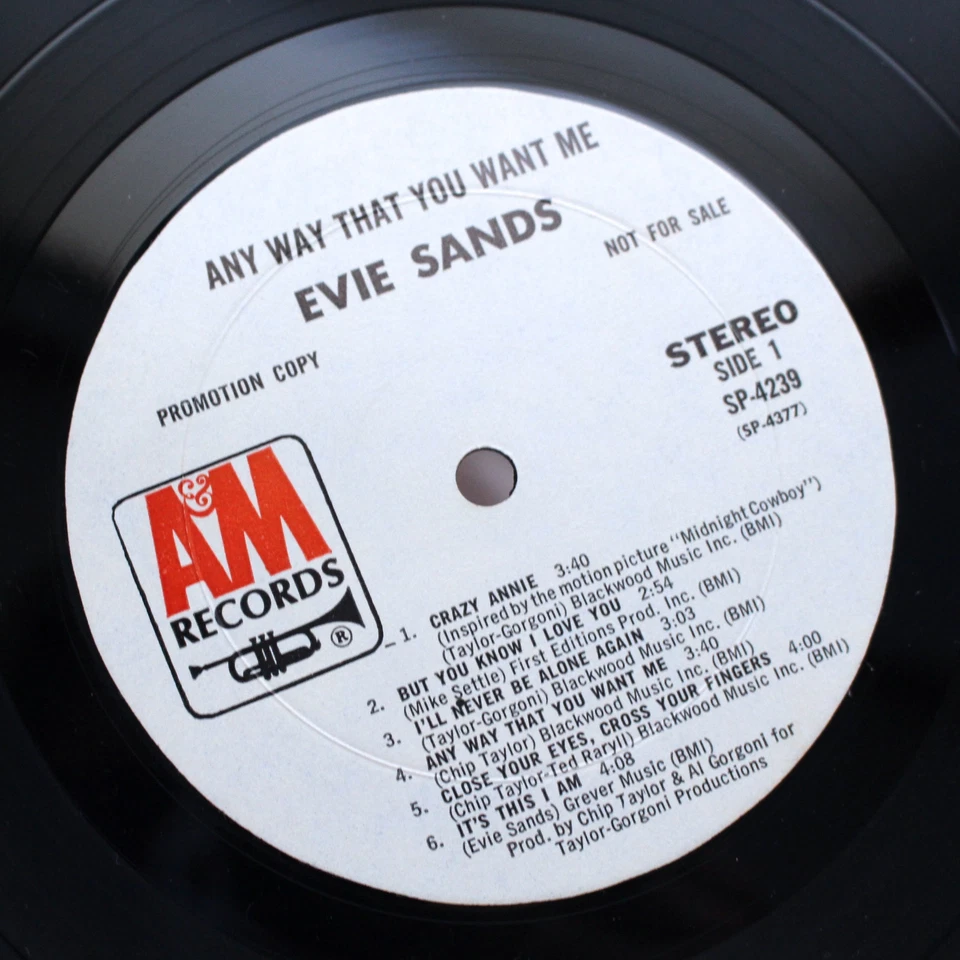 ANY WAY THAT YOU WANT ME
EVIE SANDS
NOT FOR SALE
PROMOTION COPY
STEREO
SIDE 1
SP-4239
(SP-4377)
A&M
RECORDS
®
1. CRAZY ANNIE 3:40
(Inspired by the motion picture "Midnight Cowboy")
(Taylor-Gorgoni) Blackwood Music Inc. (BMI)
2. BUT YOU KNOW I LOVE YOU 2:54
(Mike Settle) First Editions Prod. Inc. (BMI)
3. I'LL NEVER BE ALONE AGAIN 3:03
(Taylor-Gorgoni) Blackwood Music Inc. (BMI)
4. ANY WAY THAT YOU WANT ME 3:40
(Chip Taylor) Blackwood Music Inc. (BMI)
5. CLOSE YOUR EYES, CROSS YOUR FINGERS 4:00
(Chip Taylor-Ted Daryll) Blackwood Music Inc. (BMI)
6. IT'S THIS I AM 4:08
(Evie Sands) Grever Music (BMI)
Prod. by Chip Taylor & Al Gorgoni for
Taylor-Gorgoni Productions